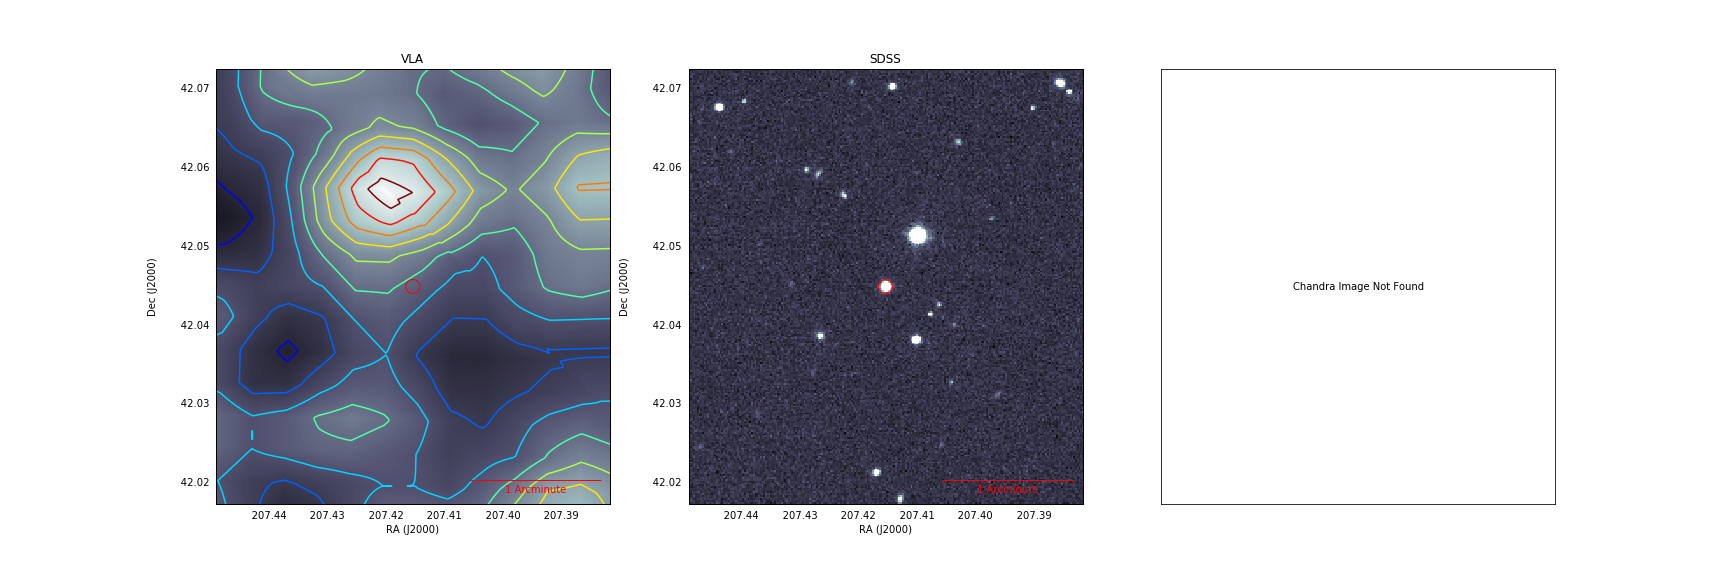 VLA
42.07
42.06
42.05
42.04
42.03
42.02
Dec (J2000)
1 Arcminute
207.44 207.43 207.42 207.41 207.40 207.39
RA (J2000)
SDSS
42.07
42.06
42.05
42.04
42.03
42.02
Dec (J2000)
1 Arcminute
207.44 207.43 207.42 207.41 207.40 207.39
RA (J2000)
Chandra Image Not Found